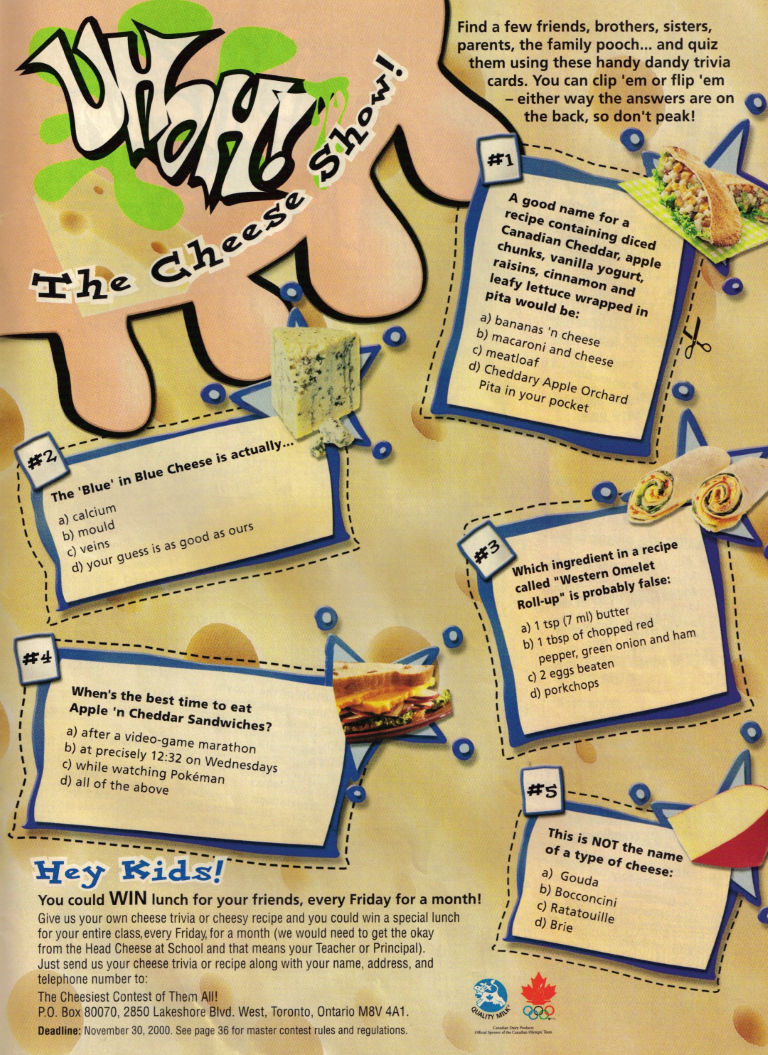 UHOH!
The Cheese Show!
Find a few friends, brothers, sisters,
parents, the family pooch... and quiz
them using these handy dandy trivia
cards. You can clip 'em or flip 'em
– either way the answers are on
the back, so don't peak!
#1
A good name for a
recipe containing diced
Canadian Cheddar, apple
chunks, vanilla yogurt,
raisins, cinnamon and
leafy lettuce wrapped in
pita would be:
a) bananas 'n cheese
b) macaroni and cheese
c) meatloaf
d) Cheddary Apple Orchard
Pita in your pocket
#2
The 'Blue' in Blue Cheese is actually...
a) calcium
b) mould
c) veins
d) your guess is as good as ours
#3
Which ingredient in a recipe
called "Western Omelet
Roll-up" is probably false:
a) 1 tsp (7 ml) butter
b) 1 tbsp of chopped red
pepper, green onion and ham
c) 2 eggs beaten
d) porkchops
#4
When's the best time to eat
Apple 'n Cheddar Sandwiches?
a) after a video-game marathon
b) at precisely 12:32 on Wednesdays
c) while watching Pokéman
d) all of the above
#5
This is NOT the name
of a type of cheese:
a) Gouda
b) Bocconcini
c) Ratatouille
d) Brie
Hey Kids!
You could WIN lunch for your friends, every Friday for a month!
Give us your own cheese trivia or cheesy recipe and you could win a special lunch
for your entire class,every Friday, for a month (we would need to get the okay
from the Head Cheese at School and that means your Teacher or Principal).
Just send us your cheese trivia or recipe along with your name, address, and
telephone number to:
The Cheesiest Contest of Them All!
P.O. Box 80070, 2850 Lakeshore Blvd. West, Toronto, Ontario M8V 4A1.
Deadline: November 30, 2000. See page 36 for master contest rules and regulations.
QUALITY MILK
Canadian Dairy Producers
Official Sponsor of the Canadian Olympic Team